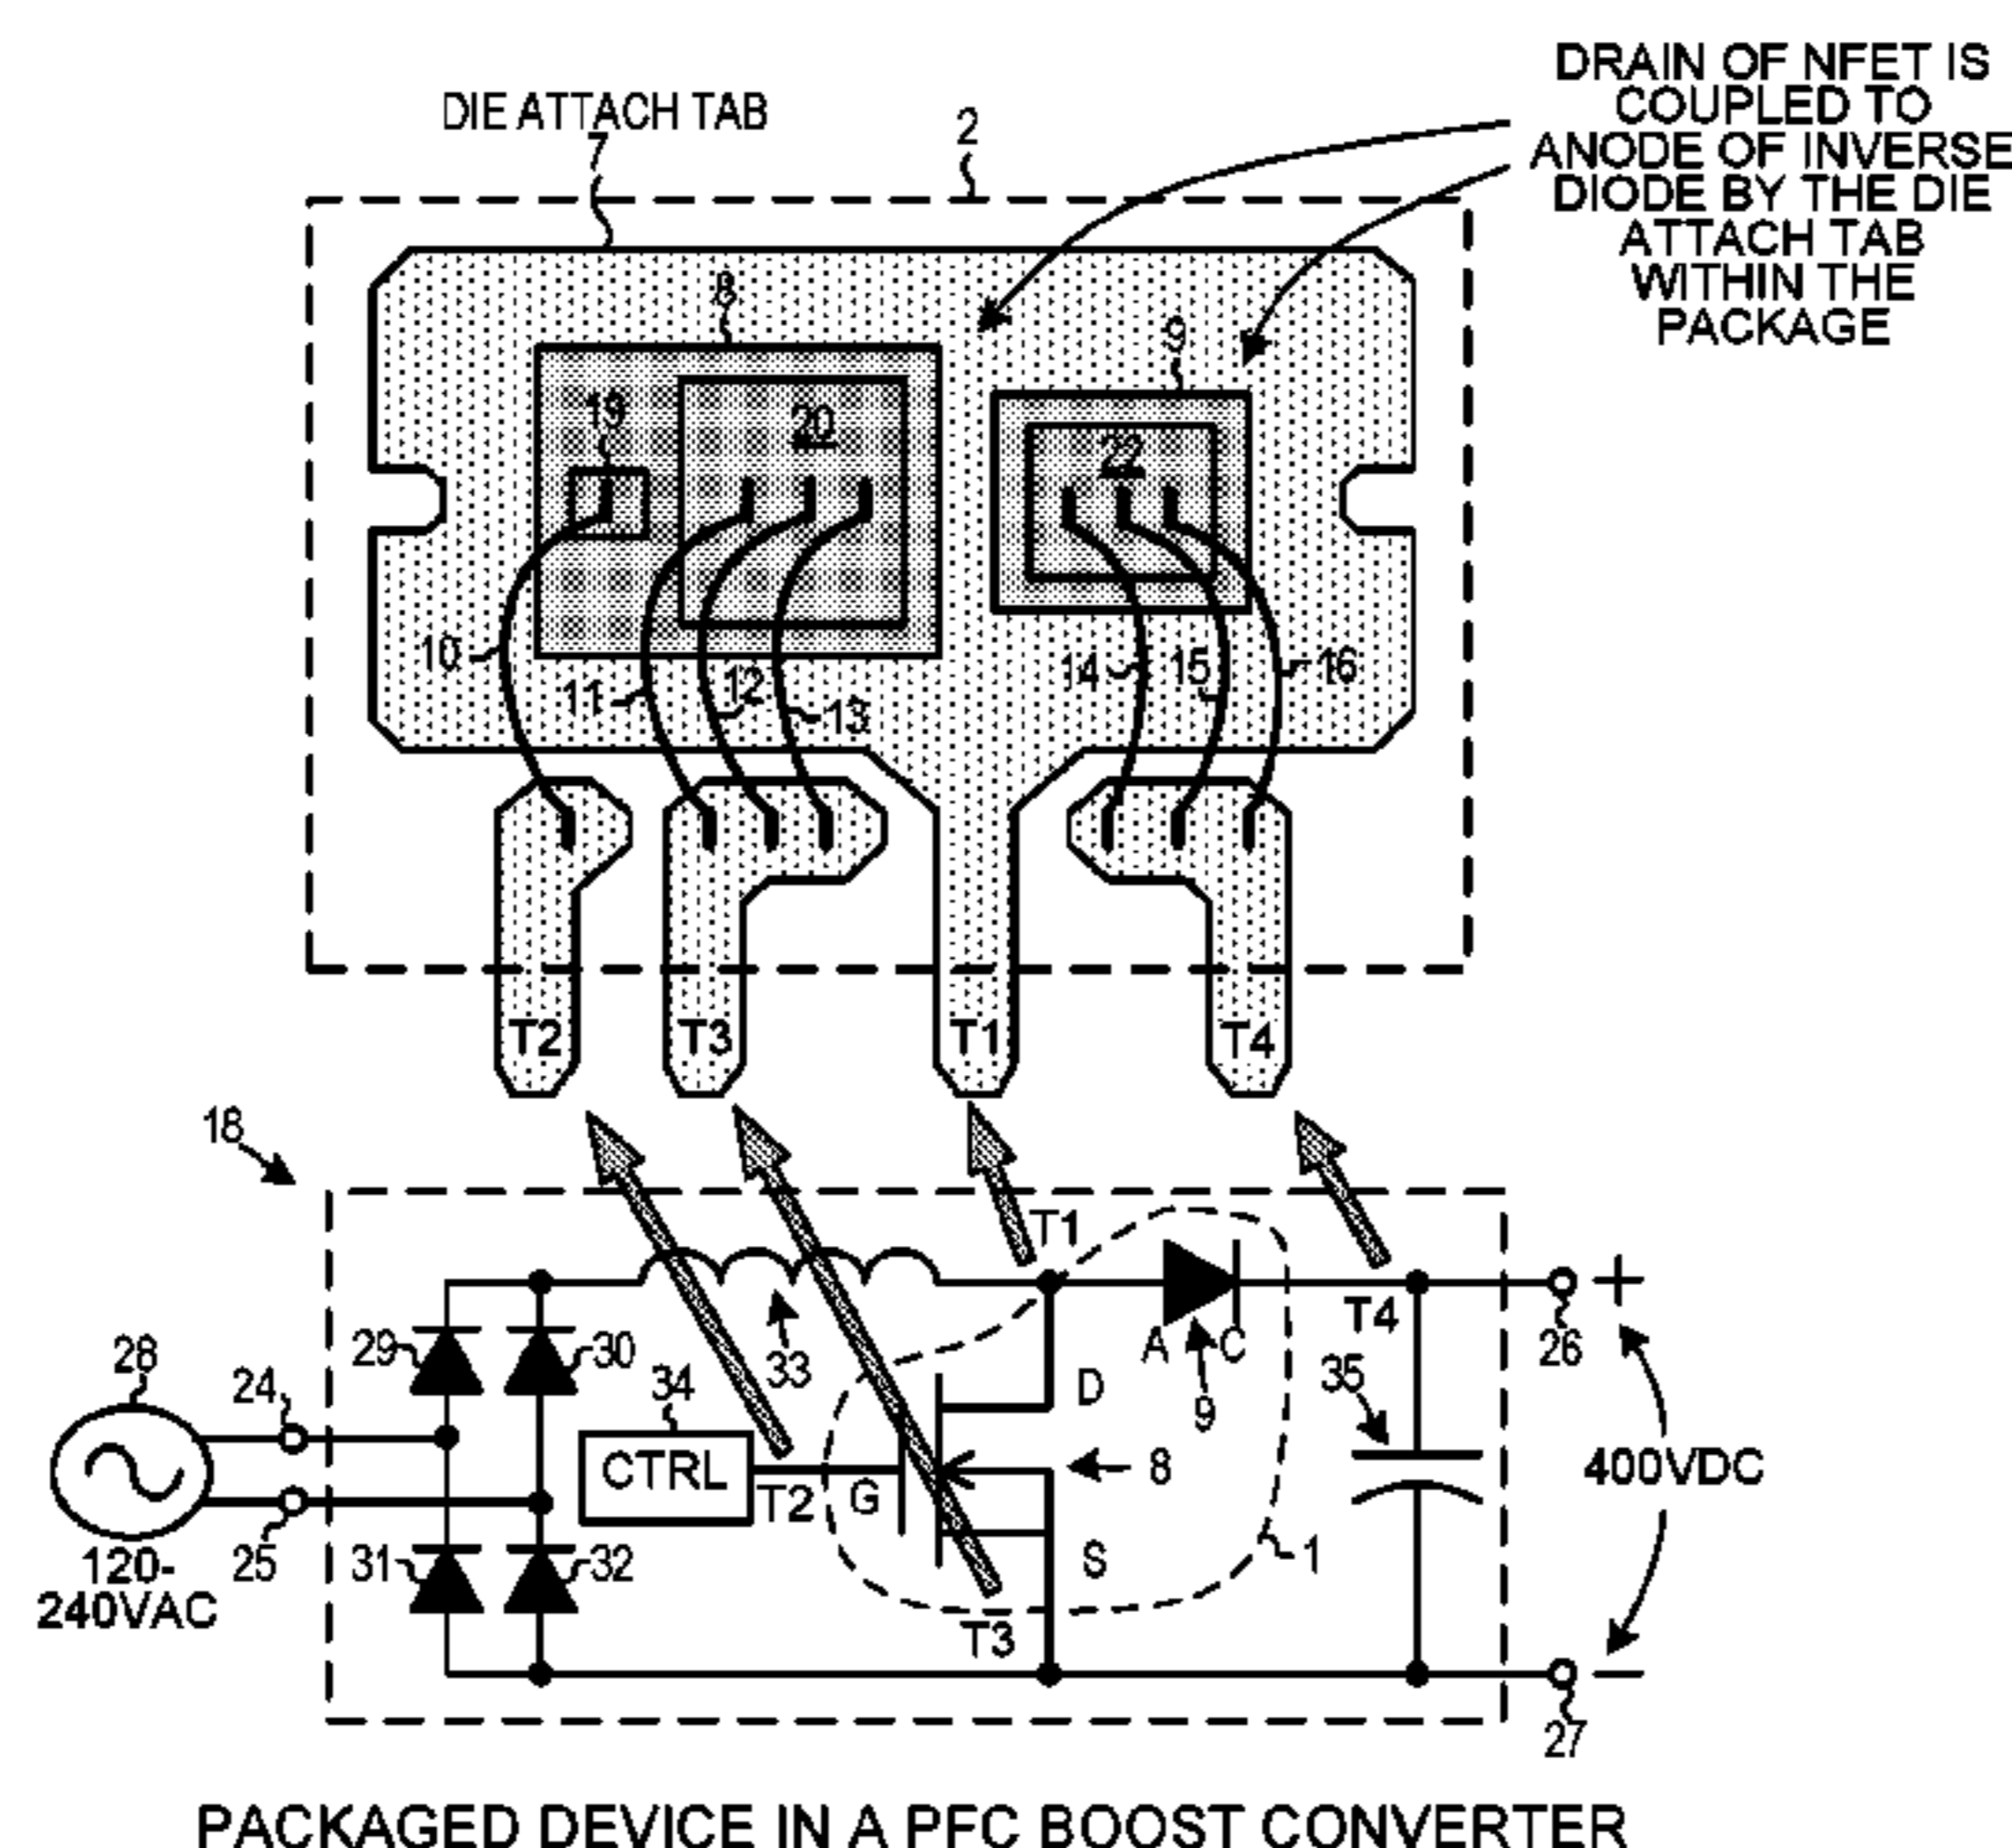 DRAIN OF NFET IS
COUPLED TO
ANODE OF INVERSE
DIODE BY THE DIE
ATTACH TAB
WITHIN THE
PACKAGE
DIE ATTACH TAB
7
2
8
9
19
20
22
10
11
12
13
14
15
16
T2
T3
T1
T4
18
T1
T4
26
+
29
30
33
A
C
9
35
28
24
34
D
CTRL
T2
G
8
400VDC
25
31
32
S
1
120-
240VAC
T3
27
−
PACKAGED DEVICE IN A PFC BOOST CONVERTER